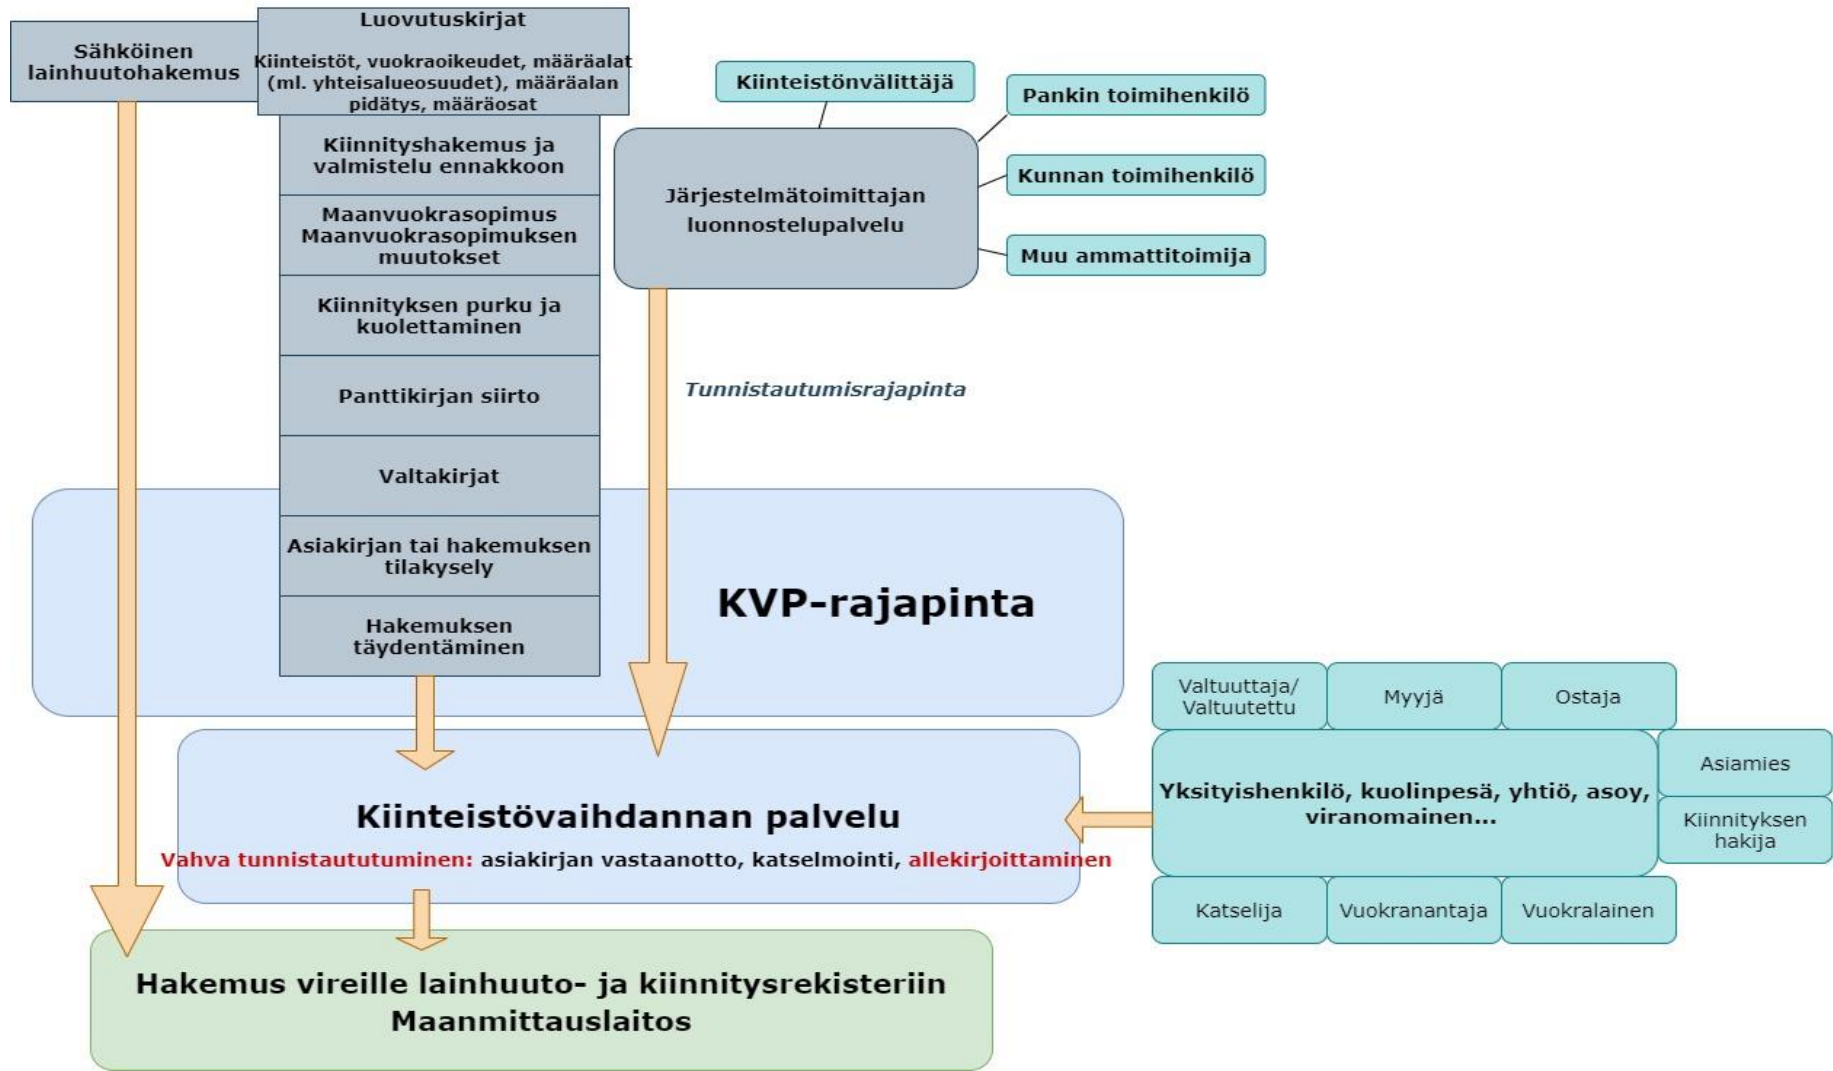 Sähköinen
lainhuutohakemus
Luovutuskirjat
Kiinteistöt, vuokraoikeudet, määräalat
(ml. yhteisalueosuudet), määräalan
pidätys, määräosat
Kiinnityshakemus ja
valmistelu ennakkoon
Maanvuokrasopimus
Maanvuokrasopimuksen
muutokset
Kiinnityksen purku ja
kuolettaminen
Panttikirjan siirto
Valtakirjat
Asiakirjan tai hakemuksen
tilakysely
Hakemuksen
täydentäminen
Kiinteistönvälittäjä
Pankin toimihenkilö
Kunnan toimihenkilö
Muu ammattitoimija
Järjestelmätoimittajan
luonnostelupalvelu
Tunnistautumisrajapinta
KVP-rajapinta
Kiinteistövaihdannan palvelu
Vahva tunnistaututuminen: asiakirjan vastaanotto, katselmointi, allekirjoittaminen
Valtuuttaja/
Valtuutettu
Myyjä
Ostaja
Asiamies
Kiinnityksen
hakija
Yksityishenkilö, kuolinpesä, yhtiö, asoy,
viranomainen...
Katselija
Vuokranantaja
Vuokralainen
Hakemus vireille lainhuuto- ja kiinnitysrekisteriin
Maanmittauslaitos